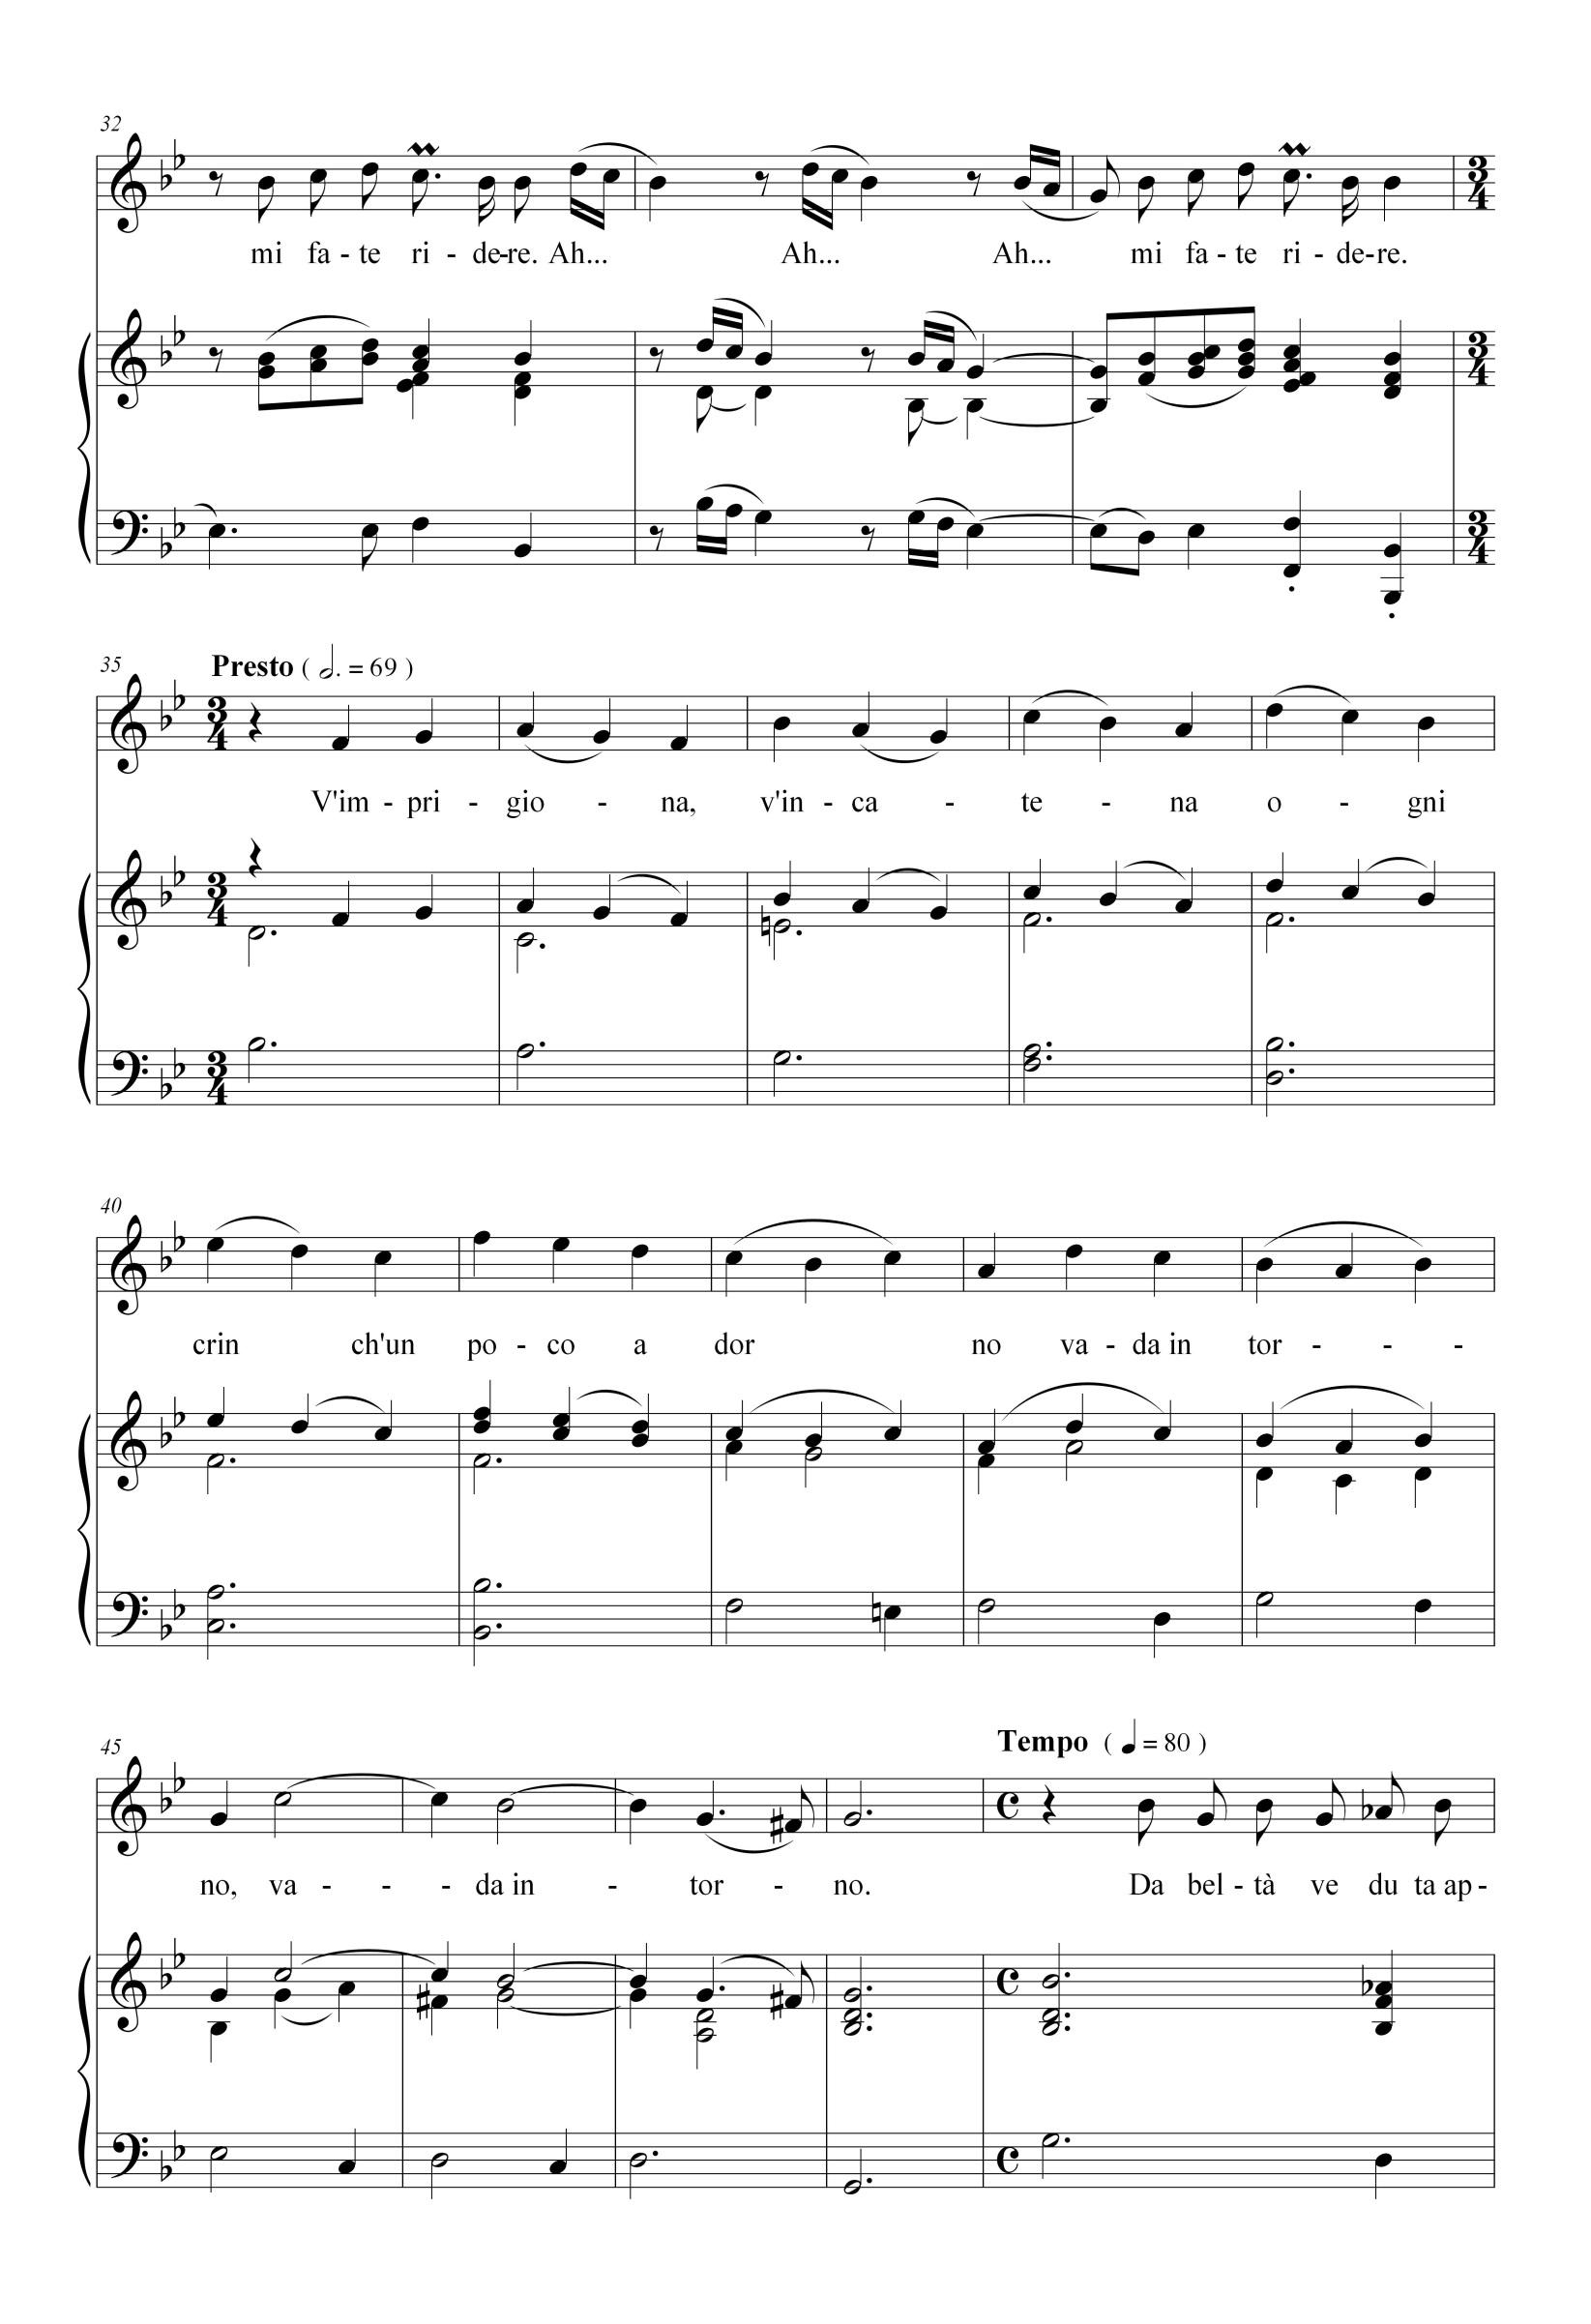 32
mi fa - te ri - de-re. Ah... Ah... Ah... mi fa - te ri - de-re.
35 Presto ( 𝅗𝅥. = 69 )
V'im - pri - gio - na, v'in - ca - te - na o - gni
40
crin ch'un po - co a dor no va - da in tor - - -
45 Tempo ( ♩ = 80 )
no, va - - - da in - tor - no. Da bel - tà ve du ta ap -